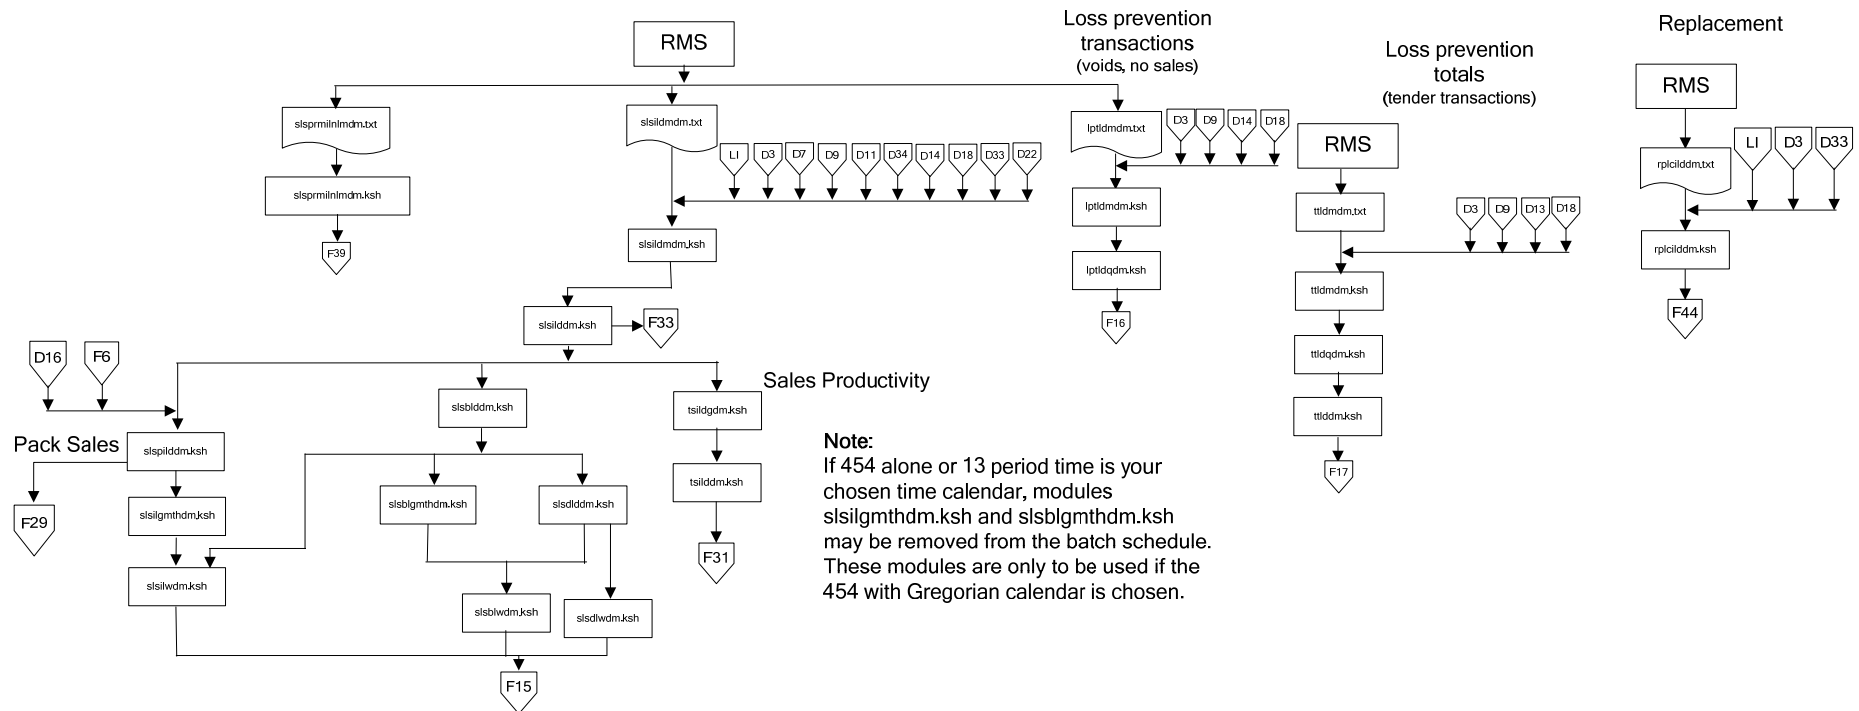 RMS
slsprmilnlmdm.txt
slsprmilnlmdm.ksh
F39
slsildmdm.txt
LI
D3
D7
D9
D11
D34
D14
D18
D33
D22
slsildmdm.ksh
slsilddm.ksh
F33
D16
F6
Pack Sales
slspilddm.ksh
F29
slsilgmthdm.ksh
slsilwdm.ksh
slsblddm.ksh
slsblgmthdm.ksh
slsdlddm.ksh
slsblwdm.ksh
slsdlwdm.ksh
F15
Sales Productivity
tsildgdm.ksh
tsilddm.ksh
F31
Loss prevention
transactions
(voids, no sales)
lptldmdm.txt
D3
D9
D14
D18
lptldmdm.ksh
lptldqdm.ksh
F16
Loss prevention
totals
(tender transactions)
RMS
ttldmdm.txt
D3
D9
D13
D18
ttldmdm.ksh
ttldqdm.ksh
ttlddm.ksh
F17
Replacement
RMS
rplcilddm.txt
LI
D3
D33
rplcilddm.ksh
F44
Note:
If 454 alone or 13 period time is your
chosen time calendar, modules
slsilgmthdm.ksh and slsblgmthdm.ksh
may be removed from the batch schedule.
These modules are only to be used if the
454 with Gregorian calendar is chosen.